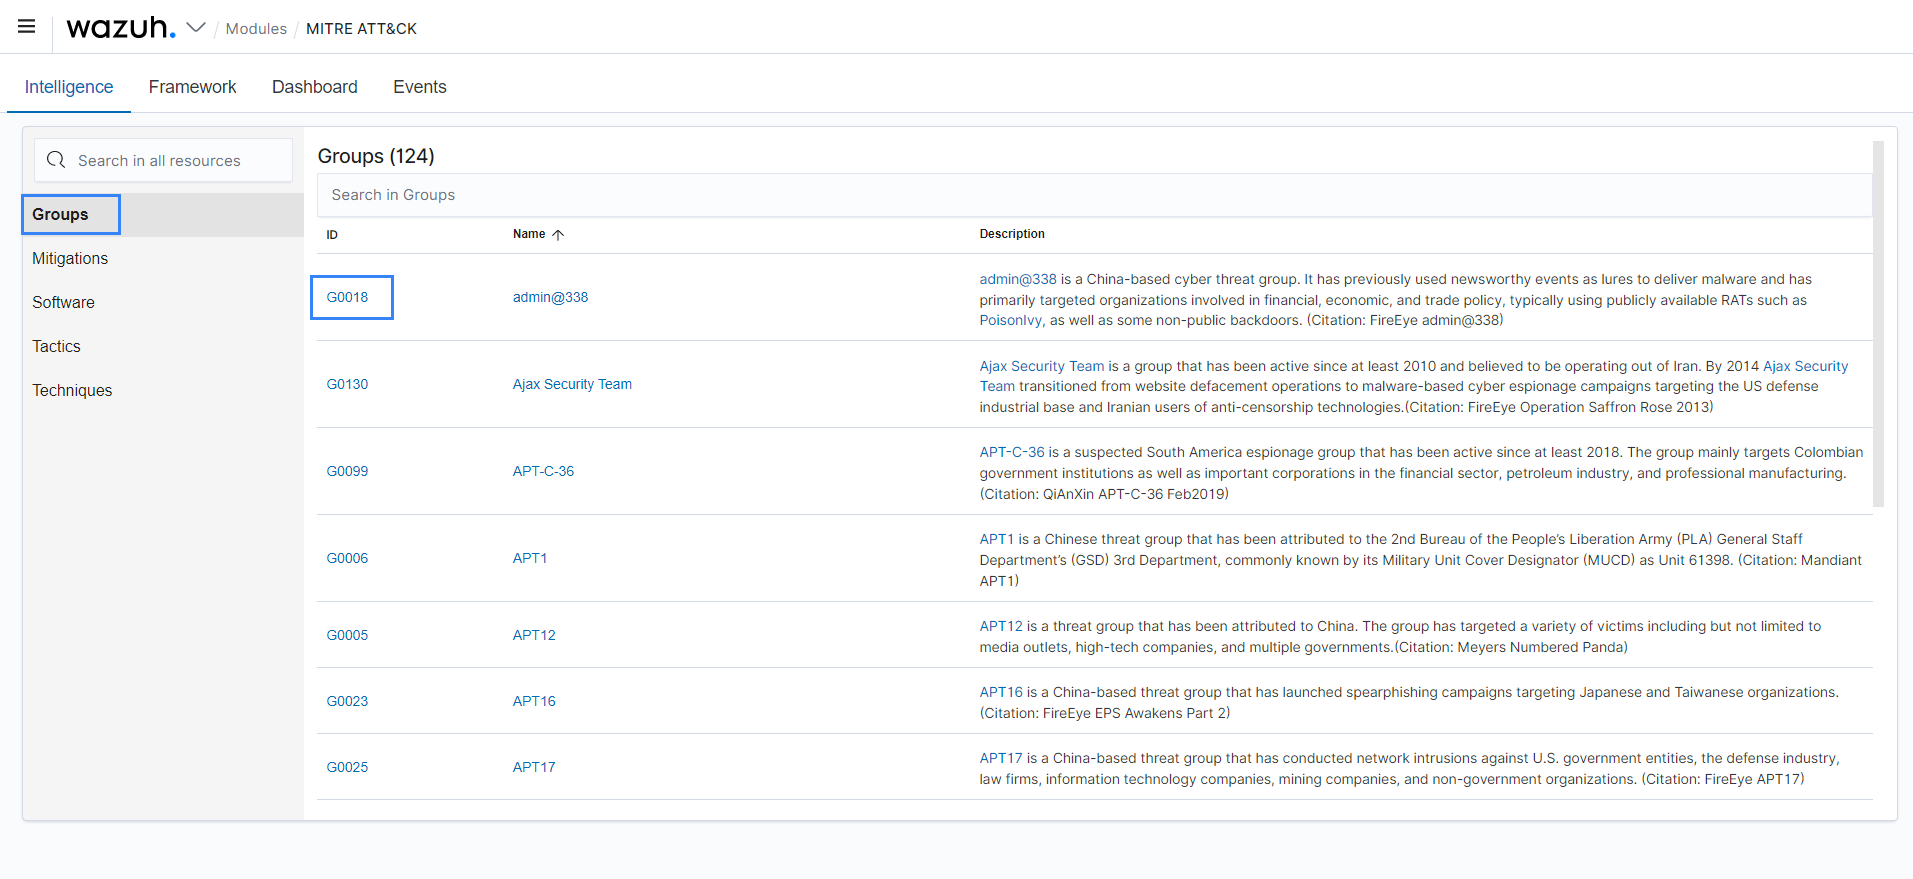 wazuh. / Modules / MITRE ATT&CK
Intelligence Framework Dashboard Events
Search in all resources
Groups
Mitigations
Software
Tactics
Techniques
Groups (124)
Search in Groups
ID Name Description
G0018 admin@338
admin@338 is a China-based cyber threat group. It has previously used newsworthy events as lures to deliver malware and has
primarily targeted organizations involved in financial, economic, and trade policy, typically using publicly available RATs such as
PoisonIvy, as well as some non-public backdoors. (Citation: FireEye admin@338)
G0130 Ajax Security Team
Ajax Security Team is a group that has been active since at least 2010 and believed to be operating out of Iran. By 2014 Ajax Security
Team transitioned from website defacement operations to malware-based cyber espionage campaigns targeting the US defense
industrial base and Iranian users of anti-censorship technologies.(Citation: FireEye Operation Saffron Rose 2013)
G0099 APT-C-36
APT-C-36 is a suspected South America espionage group that has been active since at least 2018. The group mainly targets Colombian
government institutions as well as important corporations in the financial sector, petroleum industry, and professional manufacturing.
(Citation: QiAnXin APT-C-36 Feb2019)
G0006 APT1
APT1 is a Chinese threat group that has been attributed to the 2nd Bureau of the People’s Liberation Army (PLA) General Staff
Department’s (GSD) 3rd Department, commonly known by its Military Unit Cover Designator (MUCD) as Unit 61398. (Citation: Mandiant
APT1)
G0005 APT12
APT12 is a threat group that has been attributed to China. The group has targeted a variety of victims including but not limited to
media outlets, high-tech companies, and multiple governments.(Citation: Meyers Numbered Panda)
G0023 APT16
APT16 is a China-based threat group that has launched spearphishing campaigns targeting Japanese and Taiwanese organizations.
(Citation: FireEye EPS Awakens Part 2)
G0025 APT17
APT17 is a China-based threat group that has conducted network intrusions against U.S. government entities, the defense industry,
law firms, information technology companies, mining companies, and non-government organizations. (Citation: FireEye APT17)